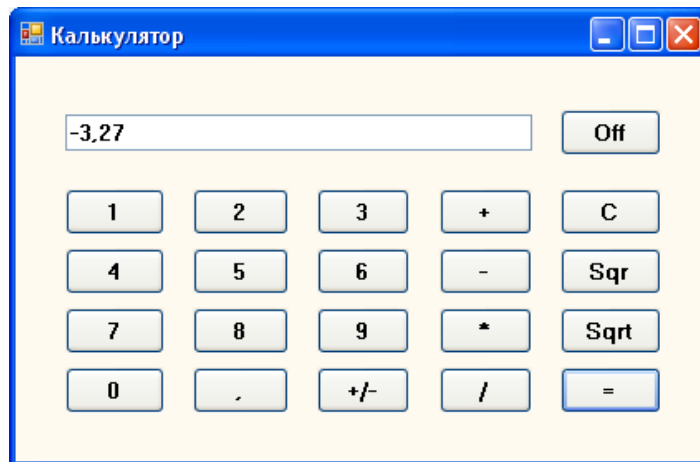 Калькулятор
-3,27 Off
1 2 3 + C
4 5 6 - Sqr
7 8 9 * Sqrt
0 , +/- / =